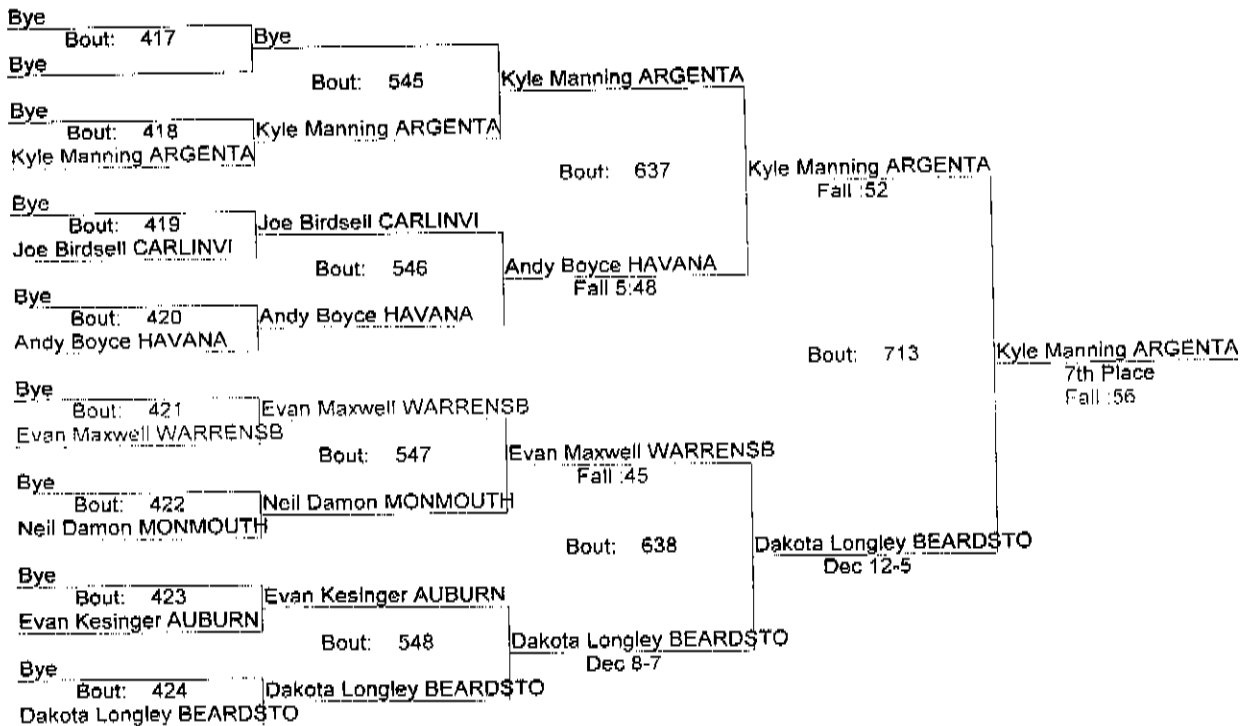 Bye
Bout: 417
Bye
Bye
Bout: 545
Kyle Manning ARGENTA
Bye
Bout: 418
Kyle Manning ARGENTA
Kyle Manning ARGENTA
Bout: 637
Kyle Manning ARGENTA
Fall :52
Bye
Bout: 419
Joe Birdsell CARLINVI
Joe Birdsell CARLINVI
Bout: 546
Andy Boyce HAVANA
Fall 5:48
Bye
Bout: 420
Andy Boyce HAVANA
Andy Boyce HAVANA
Bout: 713
Kyle Manning ARGENTA
7th Place
Fall :56
Bye
Bout: 421
Evan Maxwell WARRENSB
Evan Maxwell WARRENSB
Bout: 547
Evan Maxwell WARRENSB
Fall :45
Bye
Bout: 422
Neil Damon MONMOUTH
Neil Damon MONMOUTH
Bout: 638
Dakota Longley BEARDSTO
Dec 12-5
Bye
Bout: 423
Evan Kesinger AUBURN
Evan Kesinger AUBURN
Bout: 548
Dakota Longley BEARDSTO
Dec 8-7
Bye
Bout: 424
Dakota Longley BEARDSTO
Dakota Longley BEARDSTO